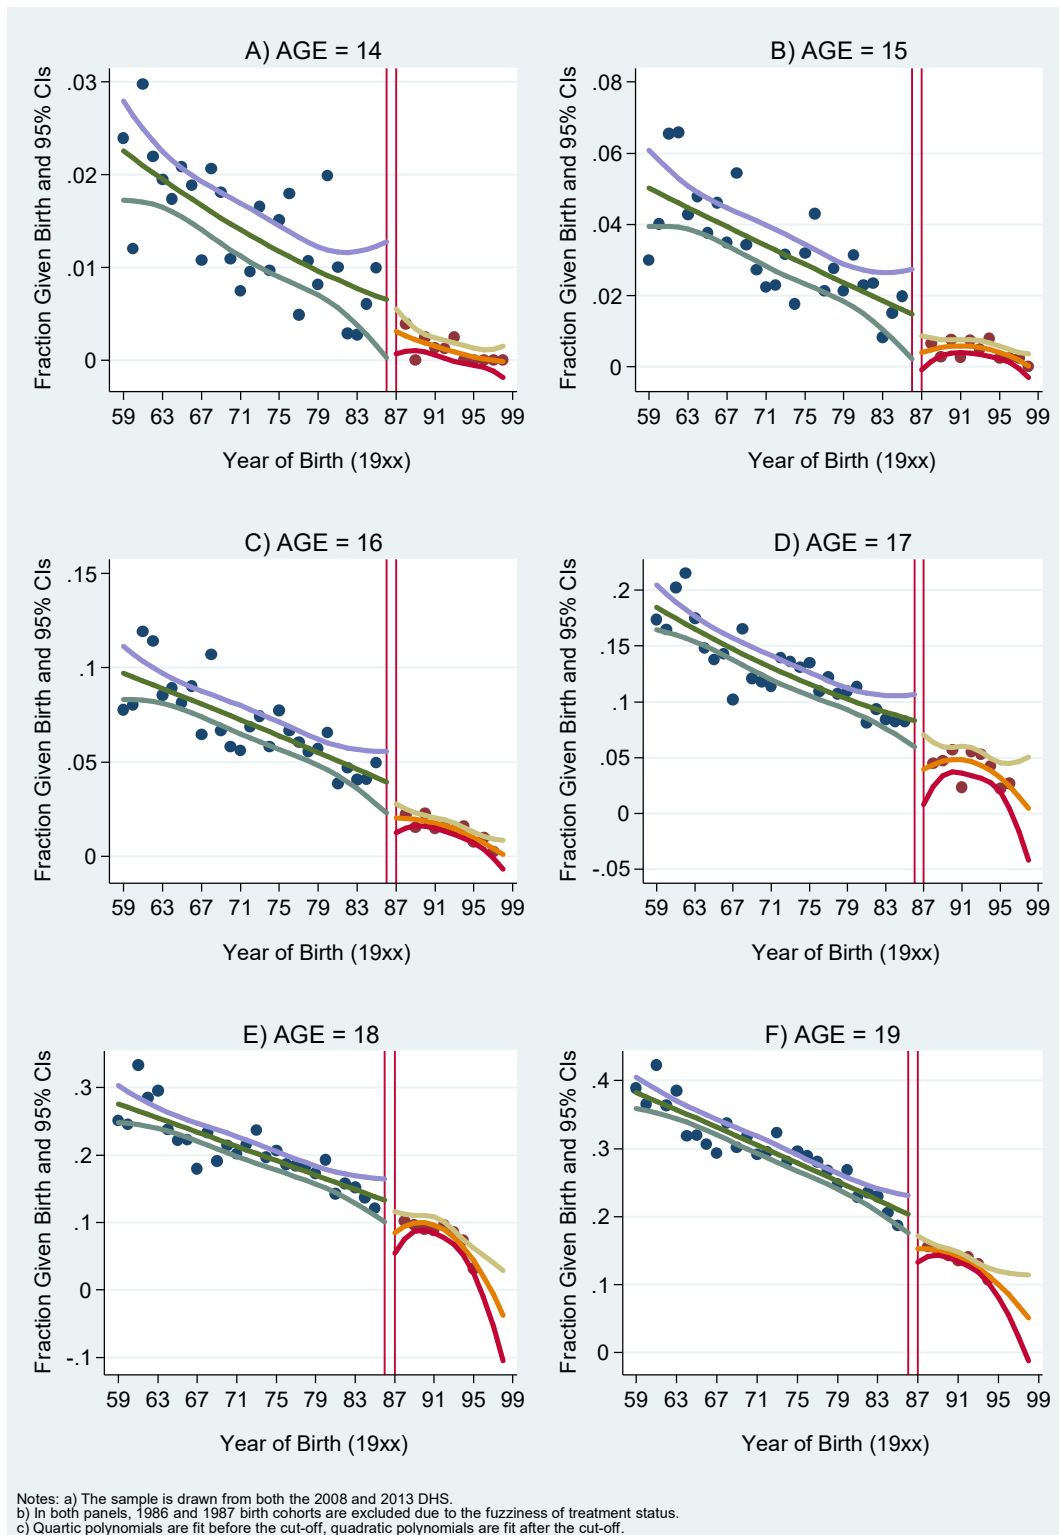 A) AGE = 14
Fraction Given Birth and 95% CIs
.03
.02
.01
0
59 63 67 71 75 79 83 87 91 95 99
Year of Birth (19xx)
B) AGE = 15
Fraction Given Birth and 95% CIs
.08
.06
.04
.02
0
59 63 67 71 75 79 83 87 91 95 99
Year of Birth (19xx)
C) AGE = 16
Fraction Given Birth and 95% CIs
.15
.1
.05
0
59 63 67 71 75 79 83 87 91 95 99
Year of Birth (19xx)
D) AGE = 17
Fraction Given Birth and 95% CIs
.2
.15
.1
.05
0
-.05
59 63 67 71 75 79 83 87 91 95 99
Year of Birth (19xx)
E) AGE = 18
Fraction Given Birth and 95% CIs
.3
.2
.1
0
-.1
59 63 67 71 75 79 83 87 91 95 99
Year of Birth (19xx)
F) AGE = 19
Fraction Given Birth and 95% CIs
.4
.3
.2
.1
0
59 63 67 71 75 79 83 87 91 95 99
Year of Birth (19xx)
Notes: a) The sample is drawn from both the 2008 and 2013 DHS.
b) In both panels, 1986 and 1987 birth cohorts are excluded due to the fuzziness of treatment status.
c) Quartic polynomials are fit before the cut-off, quadratic polynomials are fit after the cut-off.